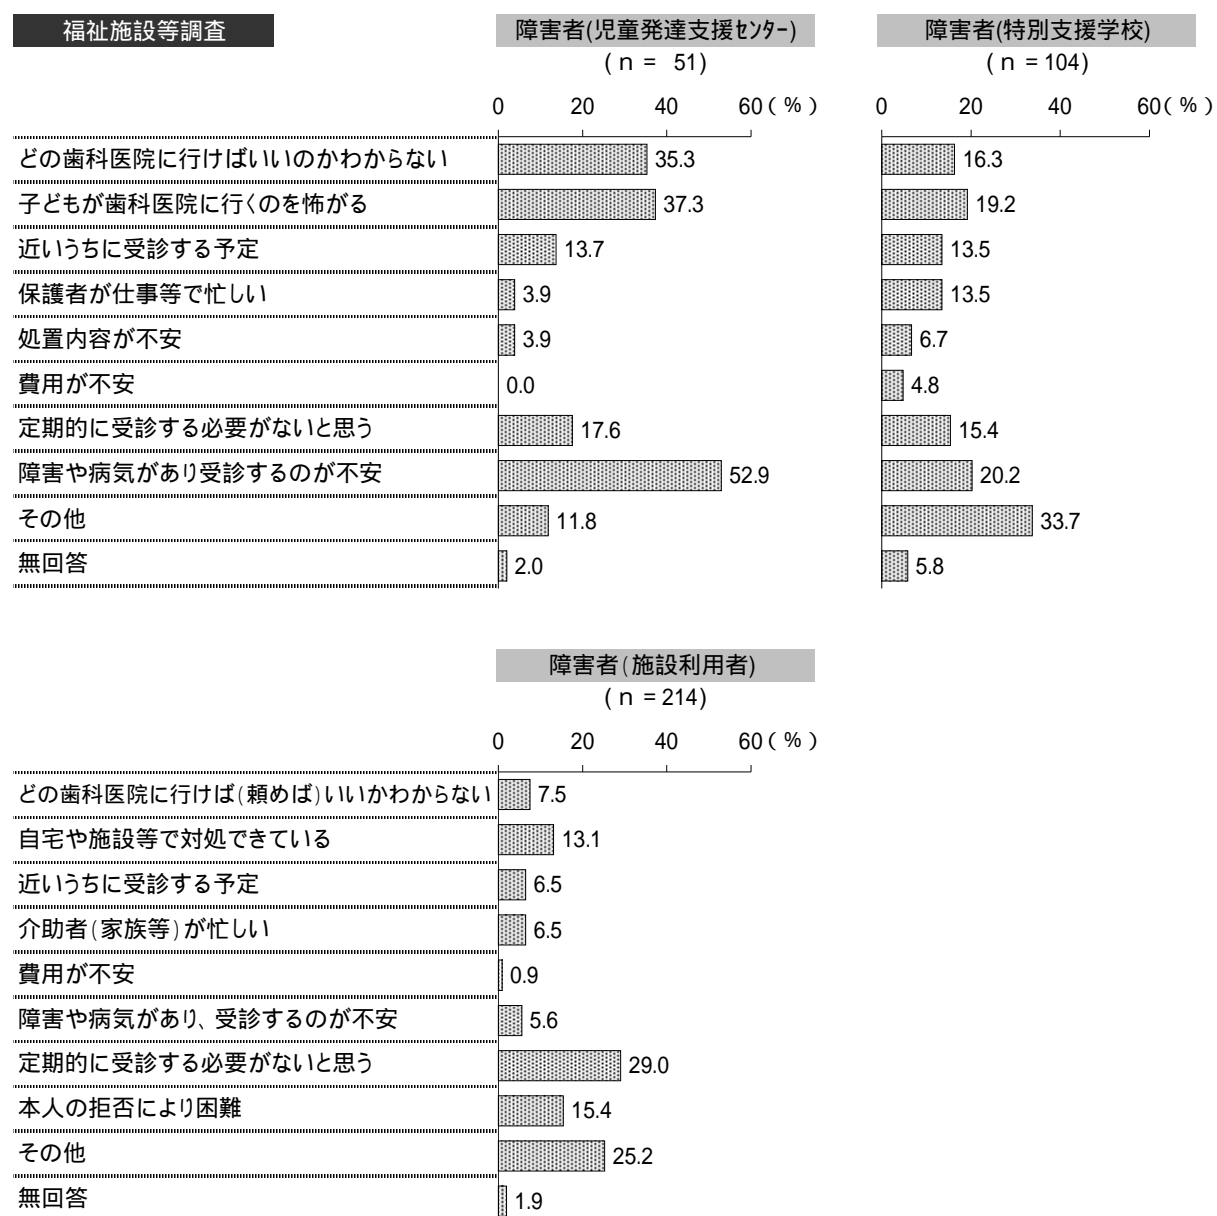 福祉施設等調査 障害者(児童発達支援センター) 障害者(特別支援学校)
(n= 51) (n=104)
0 20 40 60(%) 0 20 40 60(%)
どの歯科医院に行けばいいのかわからない 35.3 16.3
子どもが歯科医院に行くのを怖がる 37.3 19.2
近いうちに受診する予定 13.7 13.5
保護者が仕事等で忙しい 3.9 13.5
処置内容が不安 3.9 6.7
費用が不安 0.0 4.8
定期的に受診する必要がないと思う 17.6 15.4
障害や病気があり受診するのが不安 52.9 20.2
その他 11.8 33.7
無回答 2.0 5.8
障害者(施設利用者)
(n=214)
0 20 40 60(%)
どの歯科医院に行けば(頼めば)いいかわからない 7.5
自宅や施設等で対処できている 13.1
近いうちに受診する予定 6.5
介助者(家族等)が忙しい 6.5
費用が不安 0.9
障害や病気があり、受診するのが不安 5.6
定期的に受診する必要がないと思う 29.0
本人の拒否により困難 15.4
その他 25.2
無回答 1.9